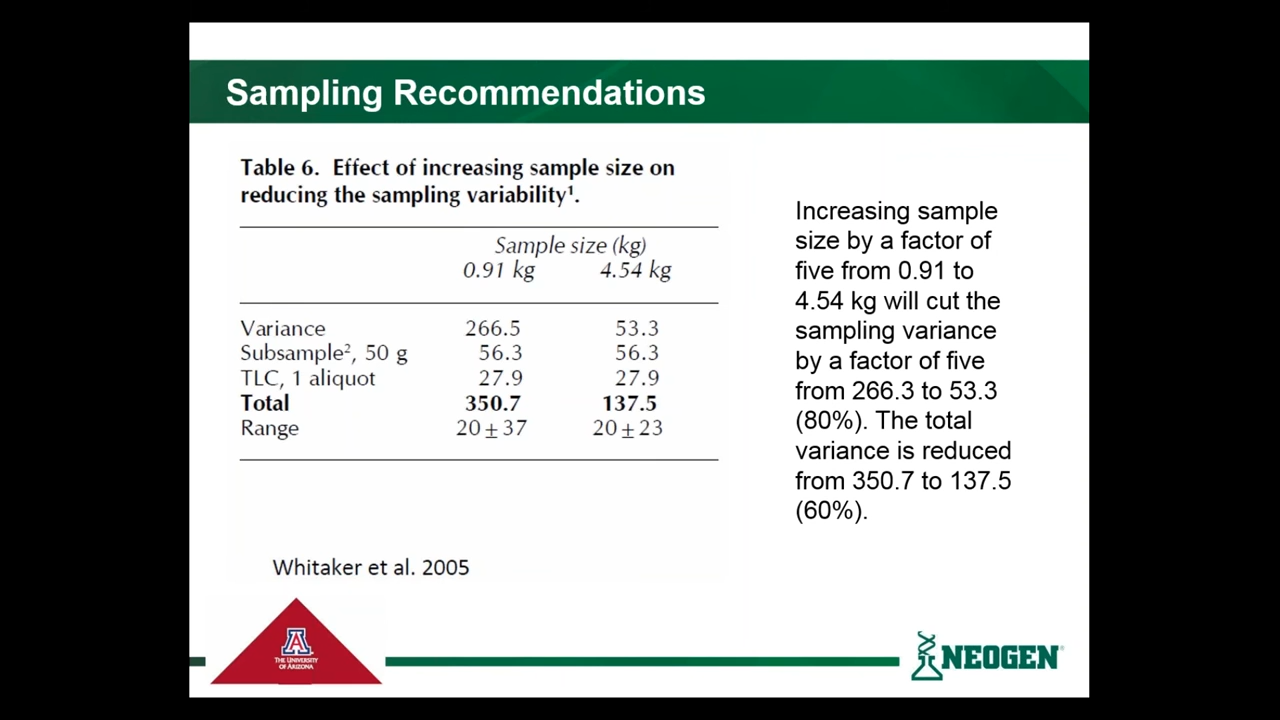 Sampling Recommendations
Table 6. Effect of increasing sample size on
reducing the sampling variability¹.
Sample size (kg)
0.91 kg 4.54 kg
Variance 266.5 53.3
Subsample², 50 g 56.3 56.3
TLC, 1 aliquot 27.9 27.9
Total 350.7 137.5
Range 20 ± 37 20 ± 23
Increasing sample
size by a factor of
five from 0.91 to
4.54 kg will cut the
sampling variance
by a factor of five
from 266.3 to 53.3
(80%). The total
variance is reduced
from 350.7 to 137.5
(60%).
Whitaker et al. 2005
A
THE UNIVERSITY
OF ARIZONA
NEOGEN®